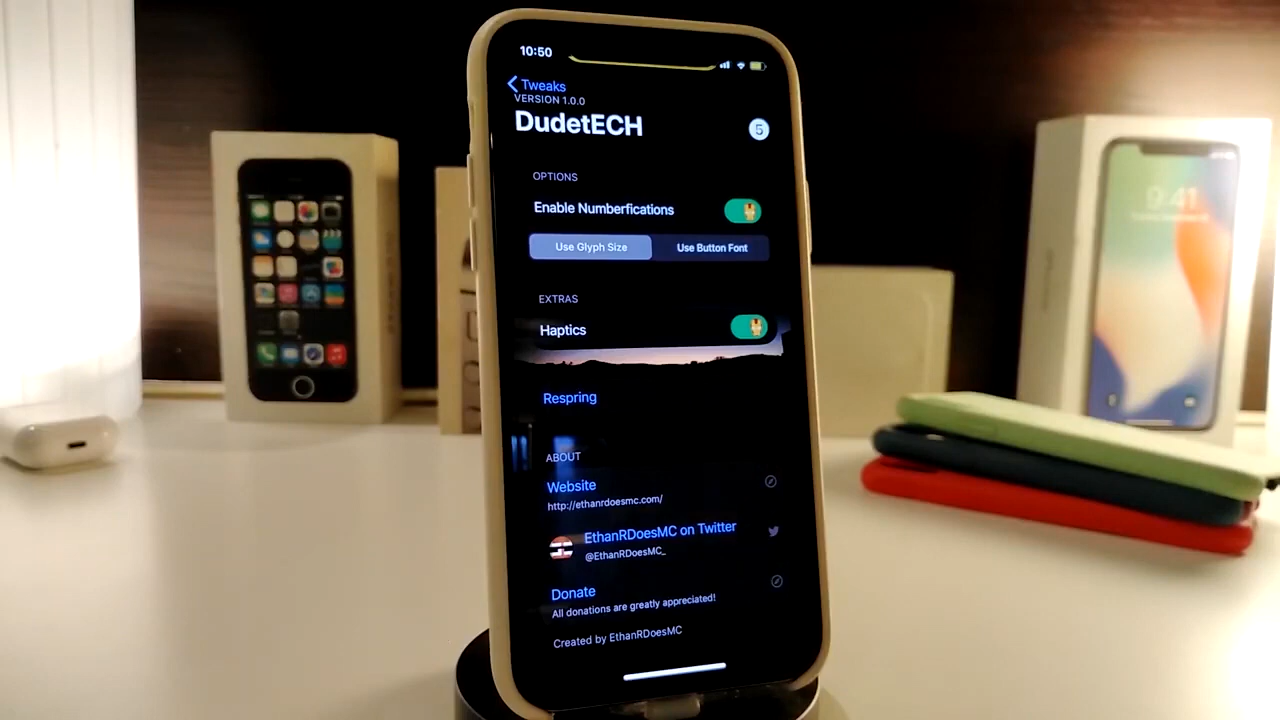 10:50
Tweaks
VERSION 1.0.0
DudetECH
5
OPTIONS
Enable Numberfications
Use Glyph Size
Use Button Font
EXTRAS
Haptics
Respring
ABOUT
Website
http://ethanrdoesmc.com/
EthanRDoesMC on Twitter
@EthanRDoesMC_
Donate
All donations are greatly appreciated!
Created by EthanRDoesMC
9:41